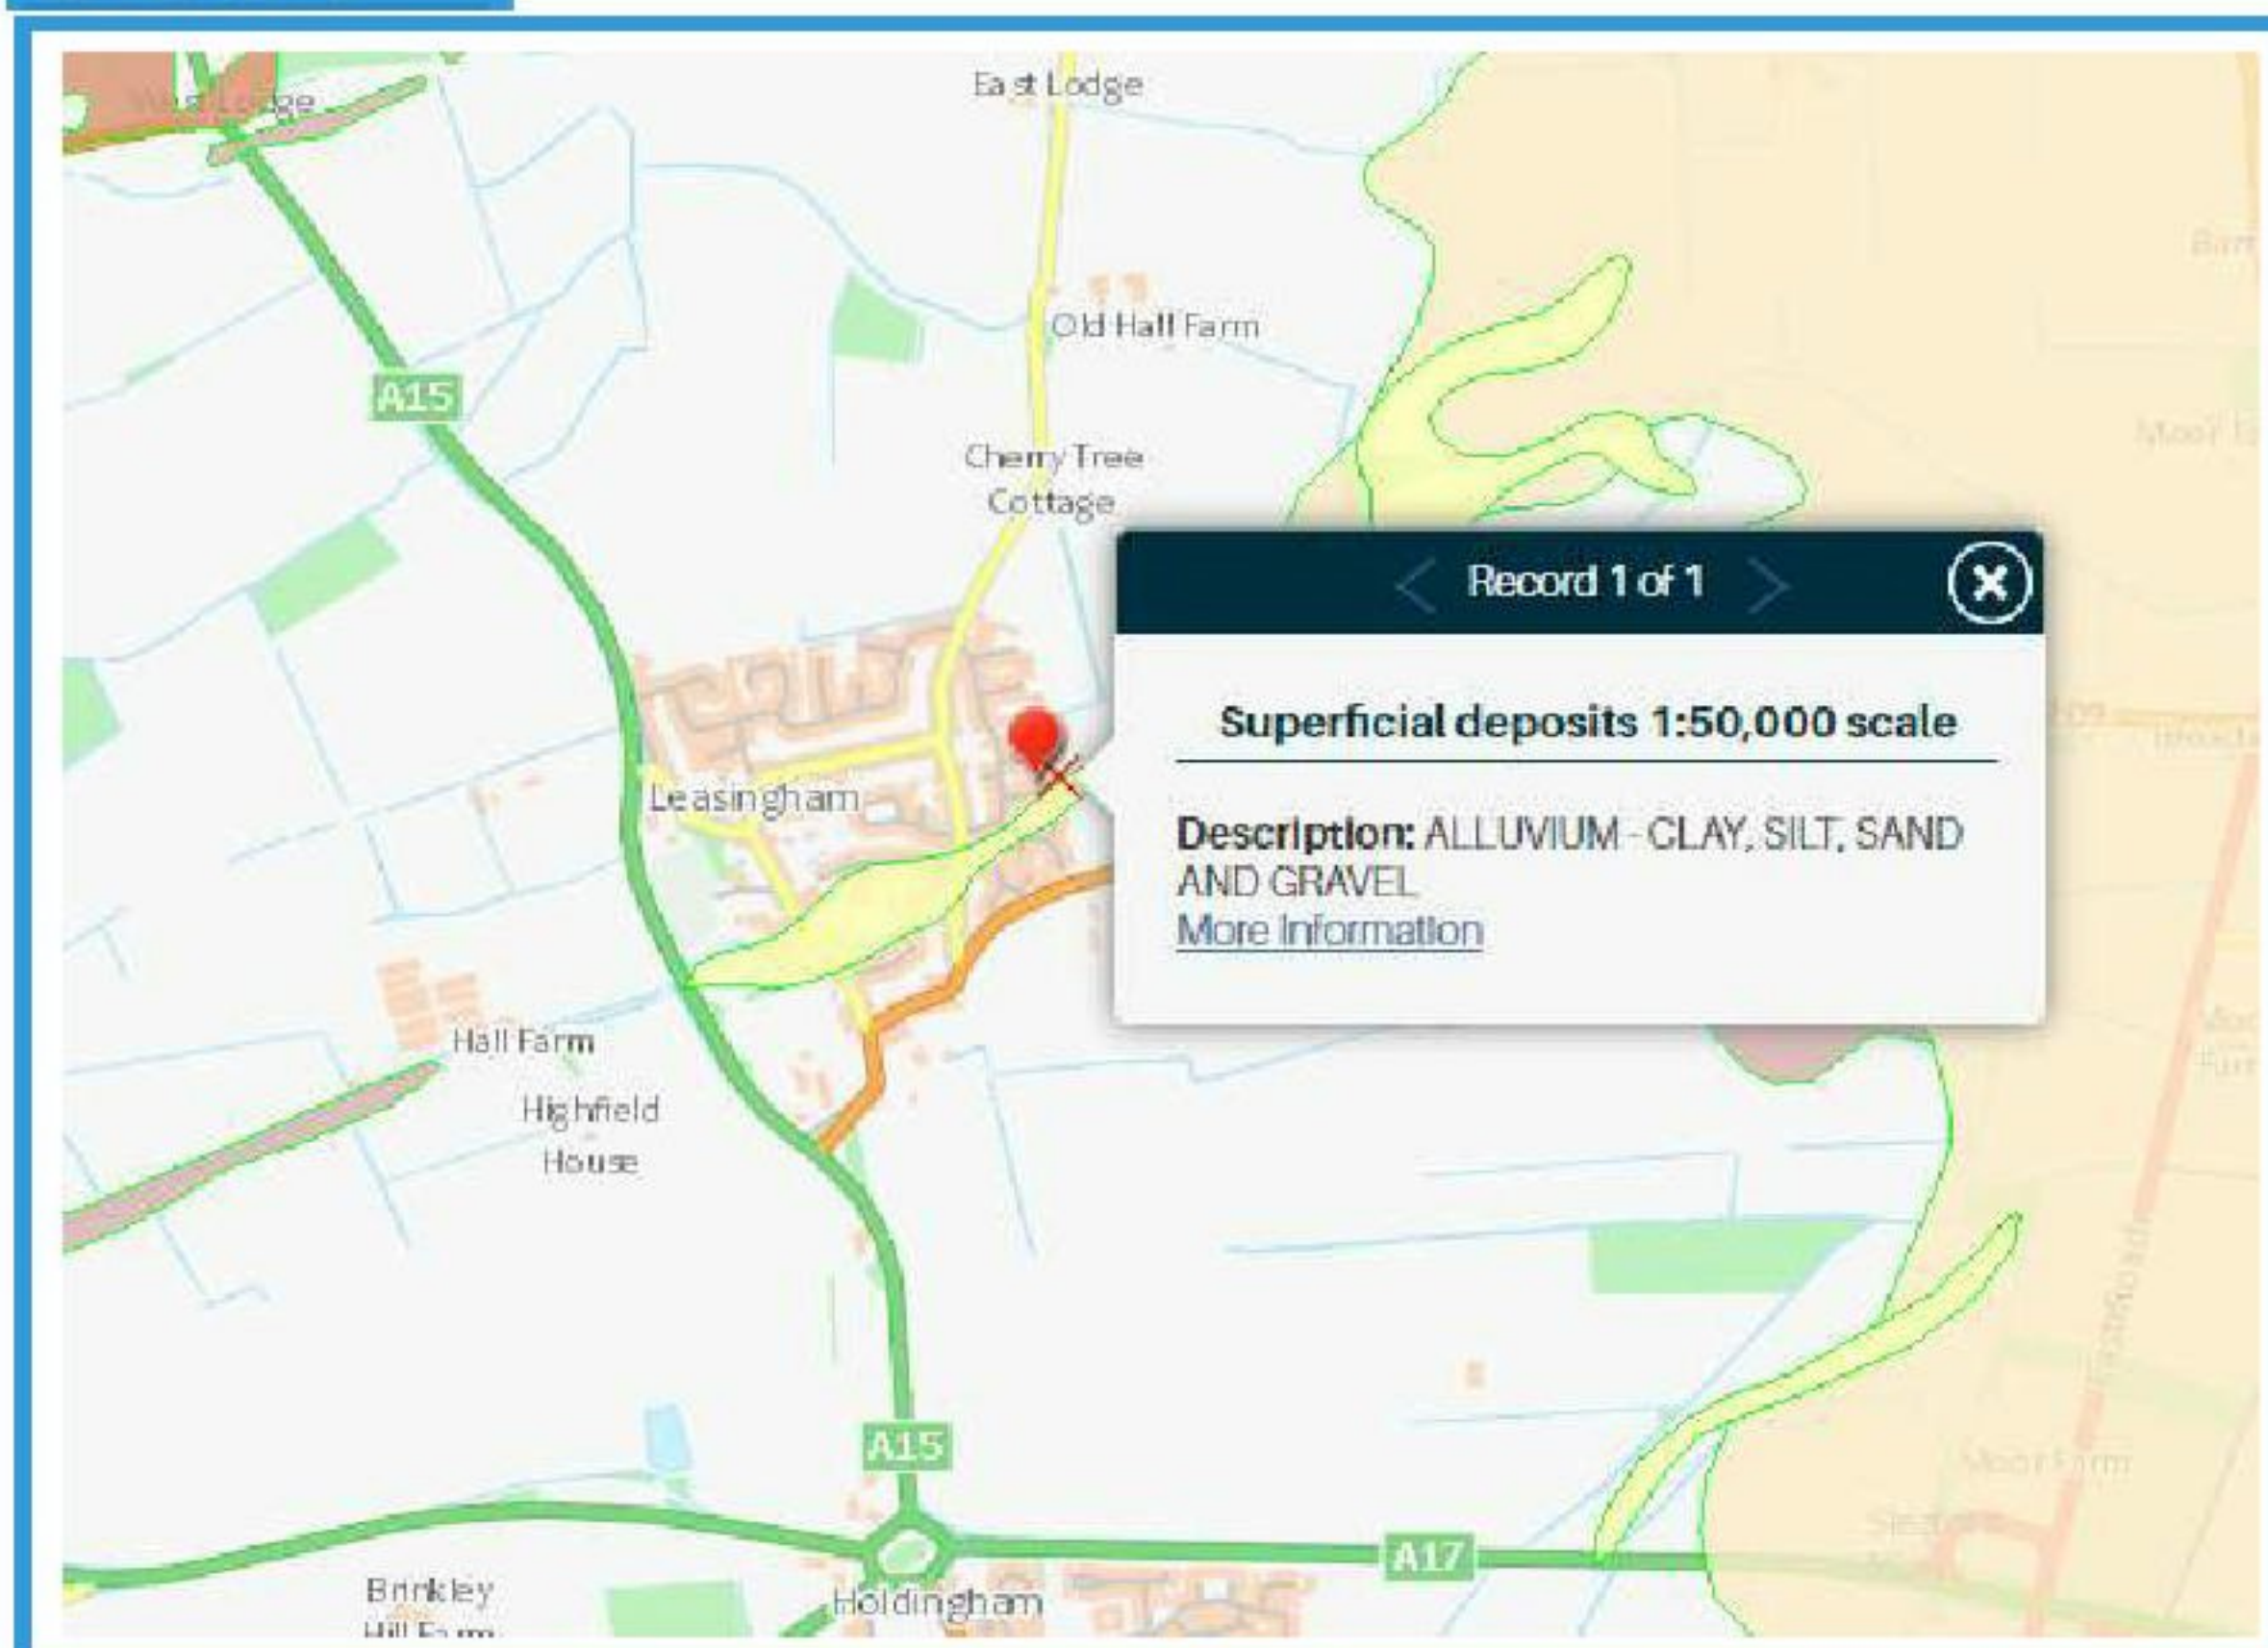 East Lodge
Old Hall Farm
A15
Cherry Tree
Cottage
Record 1 of 1
Superficial deposits 1:50,000 scale
Leasingham
Description: ALLUVIUM - CLAY, SILT, SAND
AND GRAVEL
More Information
Hall Farm
Highfield
House
A15
Moor Farm
A17
Brinkley
Hill Farm
Holdingham